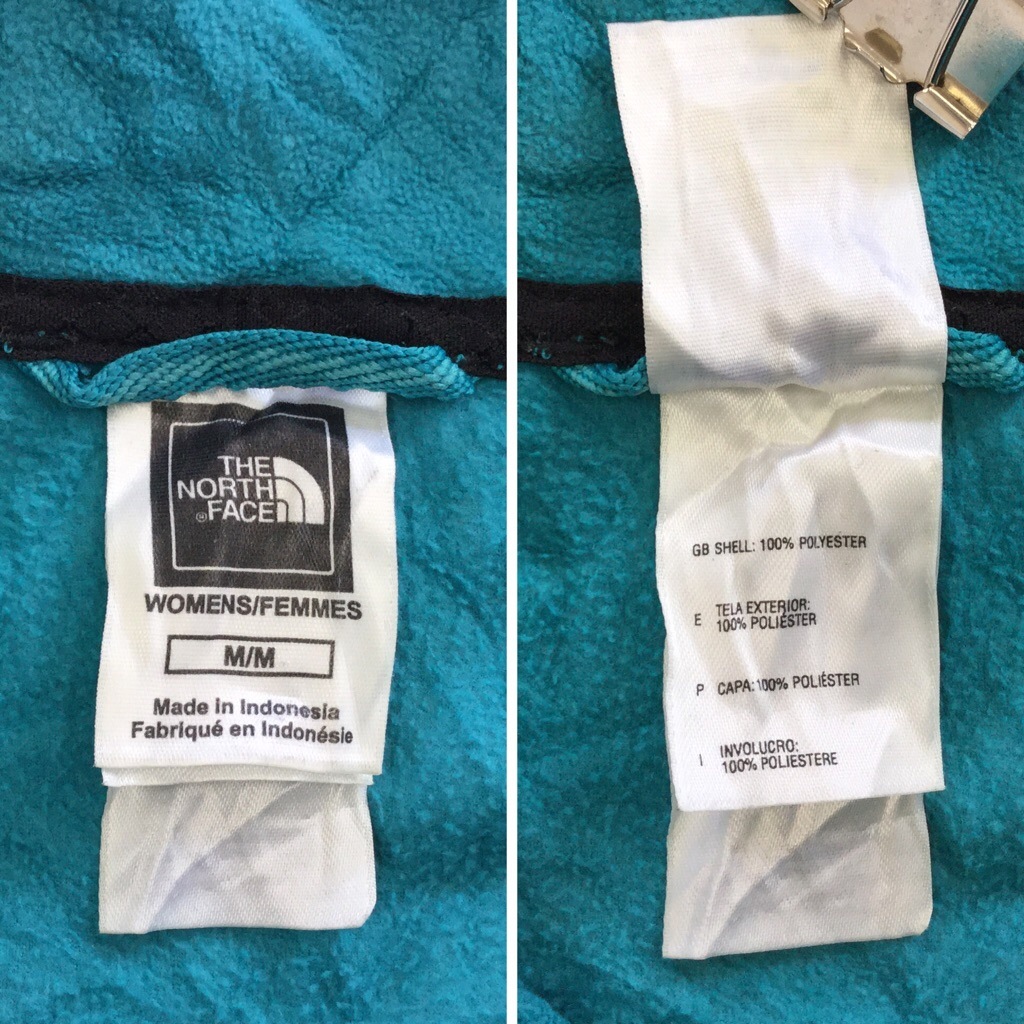 THE
NORTH
®FACE
WOMENS/FEMMES
M/M
Made in Indonesia
Fabriqué en Indonésie
GB SHELL: 100% POLYESTER
E TELA EXTERIOR:
100% POLIÉSTER
P CAPA: 100% POLIÉSTER
I INVOLUCRO:
100% POLIESTERE